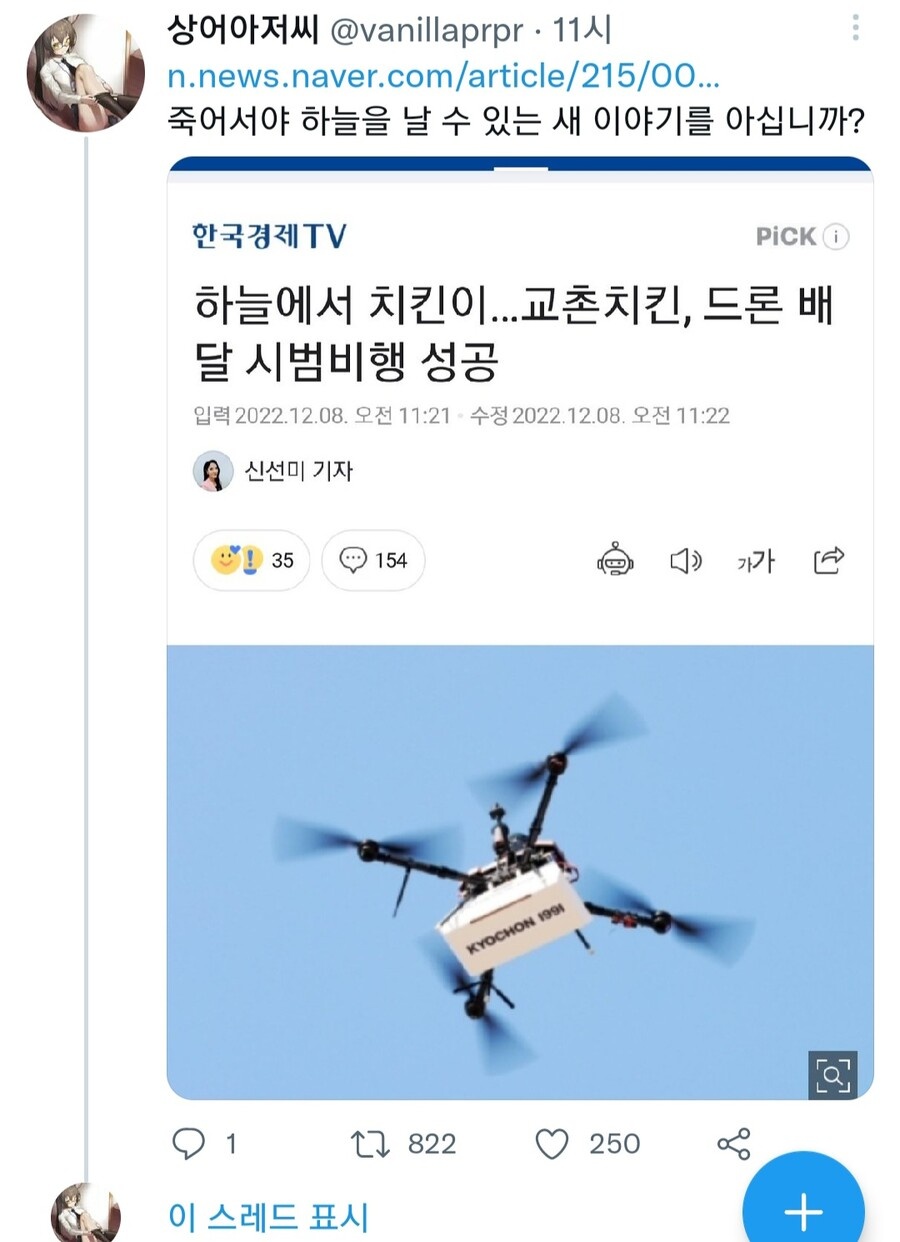 상어아저씨 @vanillaprpr · 11시
n.news.naver.com/article/215/00...
죽어서야 하늘을 날 수 있는 새 이야기를 아십니까?
한국경제TV
PiCK i
하늘에서 치킨이...교촌치킨, 드론 배
달 시범비행 성공
입력 2022.12.08. 오전 11:21 · 수정 2022.12.08. 오전 11:22
신선미 기자
35 154
가가
KYOCHON 1991
1 822 250
이 스레드 표시